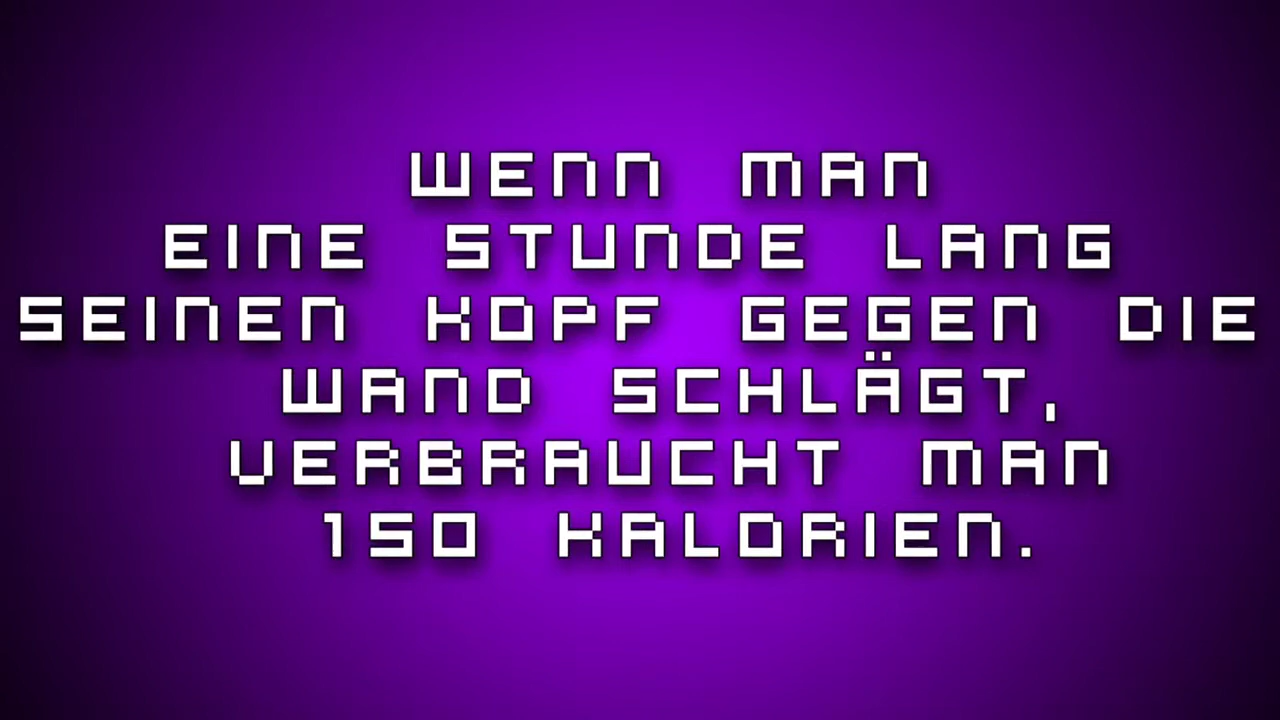 WENN MAN
EINE STUNDE LANG
SEINEN KOPF GEGEN DIE
WAND SCHLÄGT,
VERBRAUCHT MAN
150 KALORIEN.